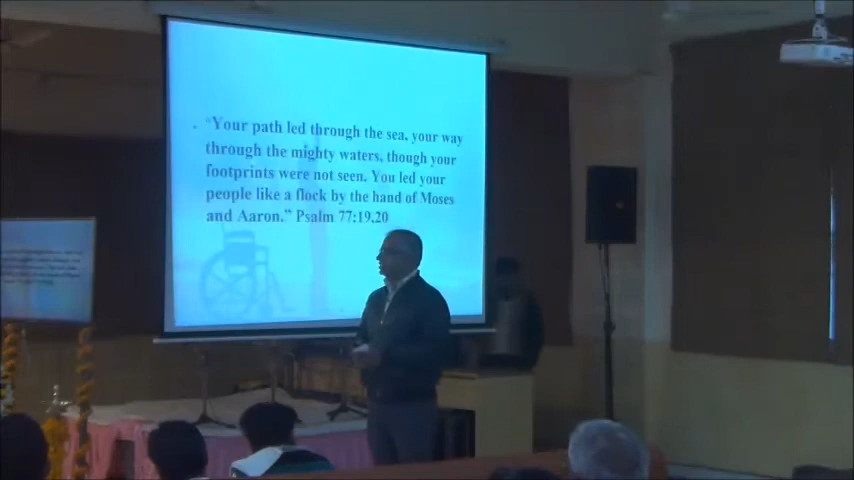 . “Your path led through the sea, your way
through the mighty waters, though your
footprints were not seen. You led your
people like a flock by the hand of Moses
and Aaron.” Psalm 77:19.20